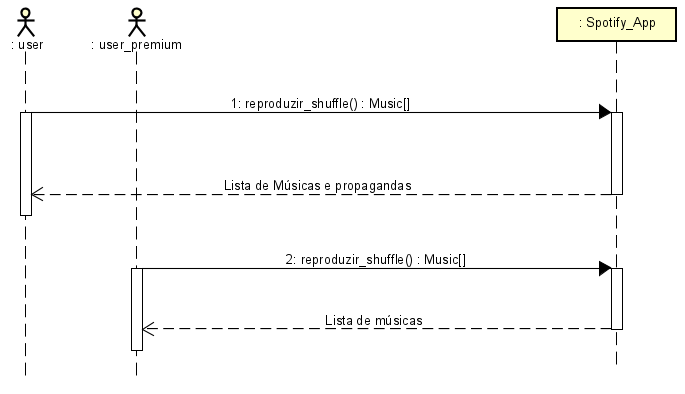 : user
: user_premium
: Spotify_App
1: reproduzir_shuffle() : Music[]
Lista de Músicas e propagandas
2: reproduzir_shuffle() : Music[]
Lista de músicas